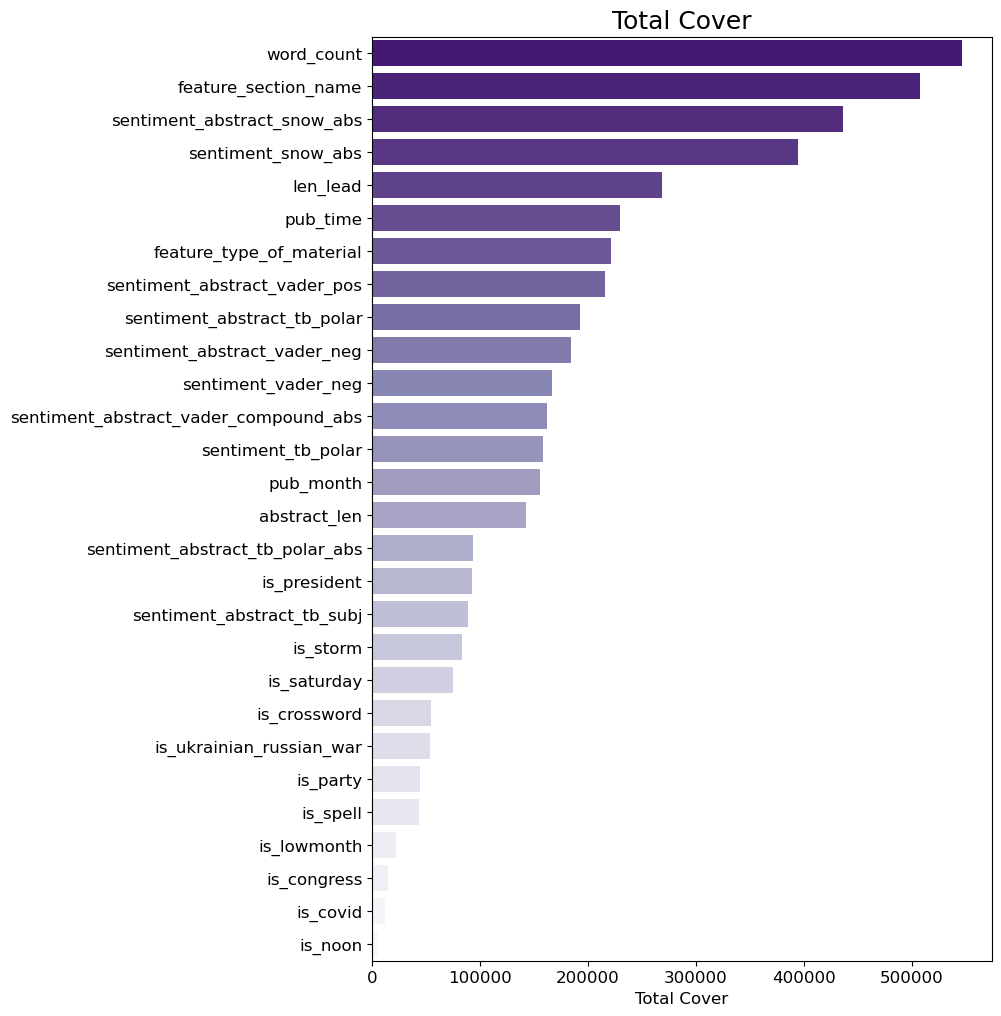 Total Cover
word_count
feature_section_name
sentiment_abstract_snow_abs
sentiment_snow_abs
len_lead
pub_time
feature_type_of_material
sentiment_abstract_vader_pos
sentiment_abstract_tb_polar
sentiment_abstract_vader_neg
sentiment_vader_neg
sentiment_abstract_vader_compound_abs
sentiment_tb_polar
pub_month
abstract_len
sentiment_abstract_tb_polar_abs
is_president
sentiment_abstract_tb_subj
is_storm
is_saturday
is_crossword
is_ukrainian_russian_war
is_party
is_spell
is_lowmonth
is_congress
is_covid
is_noon
0 100000 200000 300000 400000 500000
Total Cover